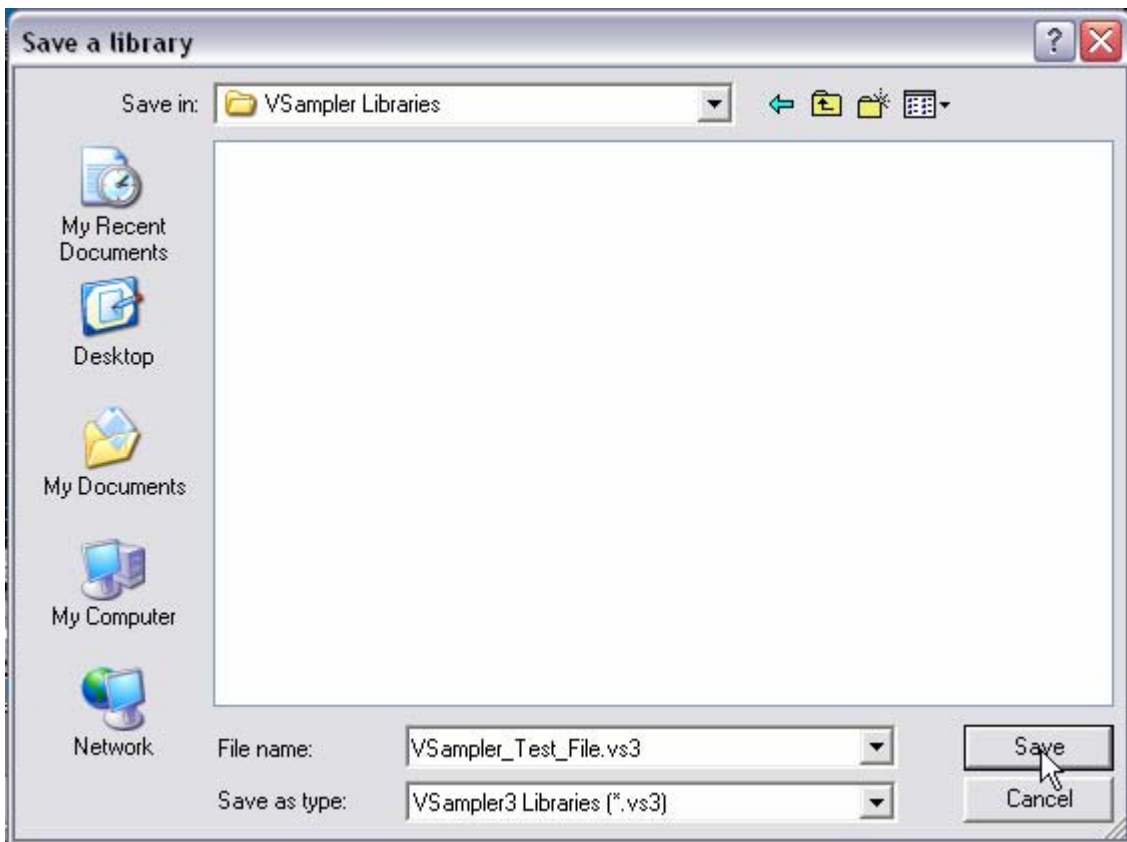 Save a library
?
Save in:
VSampler Libraries
My Recent
Documents
Desktop
My Documents
My Computer
Network
File name:
VSampler_Test_File.vs3
Save
Save as type:
VSampler3 Libraries (*.vs3)
Cancel